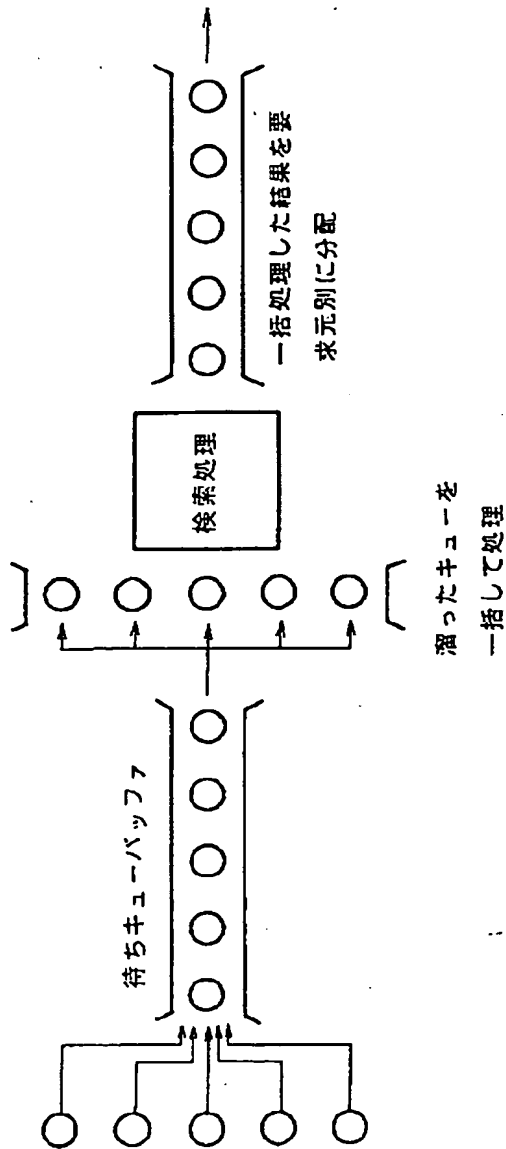 待ちキューバッファ
溜ったキューを
一括して処理
検索処理
一括処理した結果を要
求元別に分配